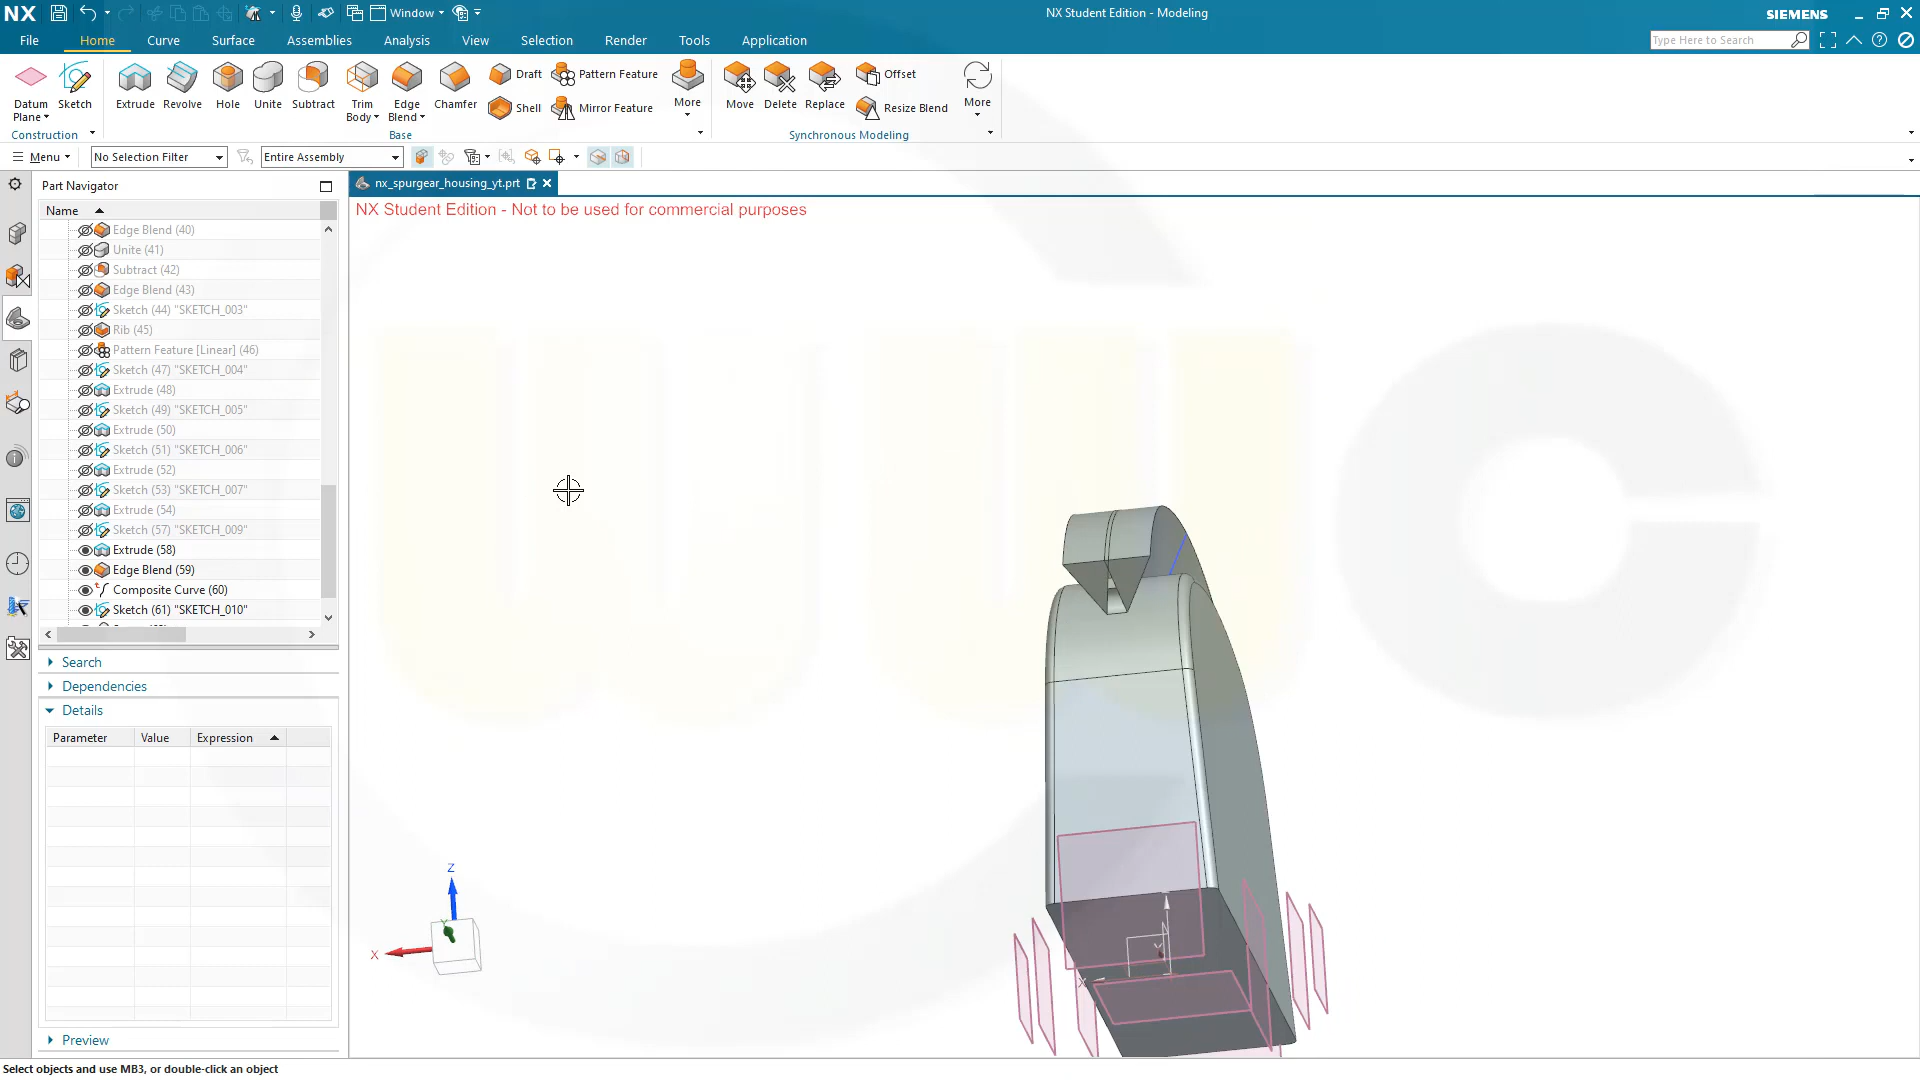 NX
Window
NX Student Edition - Modeling
SIEMENS
File
Home
Curve
Surface
Assemblies
Analysis
View
Selection
Render
Tools
Application
Type Here to Search
Datum
Plane
Sketch
Extrude
Revolve
Hole
Unite
Subtract
Trim
Body
Edge
Blend
Chamfer
Draft
Shell
Pattern Feature
Mirror Feature
More
Move
Delete
Replace
Offset
Resize Blend
More
Construction
Base
Synchronous Modeling
Menu
No Selection Filter
Entire Assembly
Part Navigator
nx_spurgear_housing_yt.prt
NX Student Edition - Not to be used for commercial purposes
Name
Edge Blend (40)
Unite (41)
Subtract (42)
Edge Blend (43)
Sketch (44) "SKETCH_003"
Rib (45)
Pattern Feature [Linear] (46)
Sketch (47) "SKETCH_004"
Extrude (48)
Sketch (49) "SKETCH_005"
Extrude (50)
Sketch (51) "SKETCH_006"
Extrude (52)
Sketch (53) "SKETCH_007"
Extrude (54)
Sketch (57) "SKETCH_009"
Extrude (58)
Edge Blend (59)
Composite Curve (60)
Sketch (61) "SKETCH_010"
Search
Dependencies
Details
Parameter
Value
Expression
Preview
Z
Y
X
X
Select objects and use MB3, or double-click an object